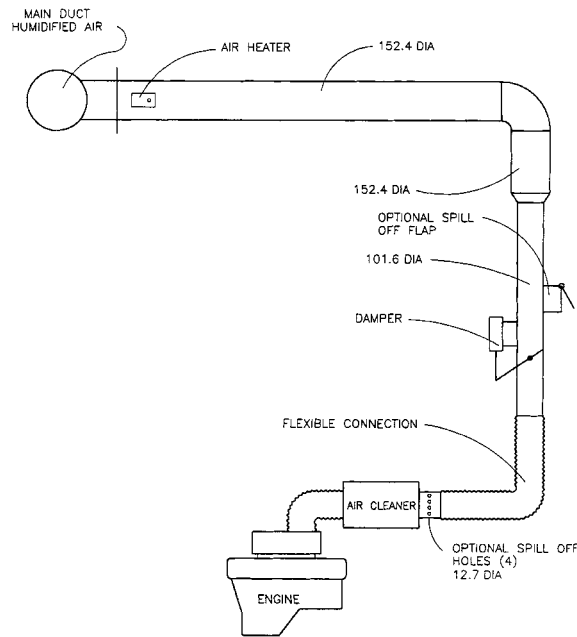 MAIN DUCT
HUMIDIFIED AIR
AIR HEATER
152.4 DIA
152.4 DIA
OPTIONAL SPILL
OFF FLAP
101.6 DIA
DAMPER
FLEXIBLE CONNECTION
AIR CLEANER
OPTIONAL SPILL OFF
HOLES (4)
12.7 DIA
ENGINE